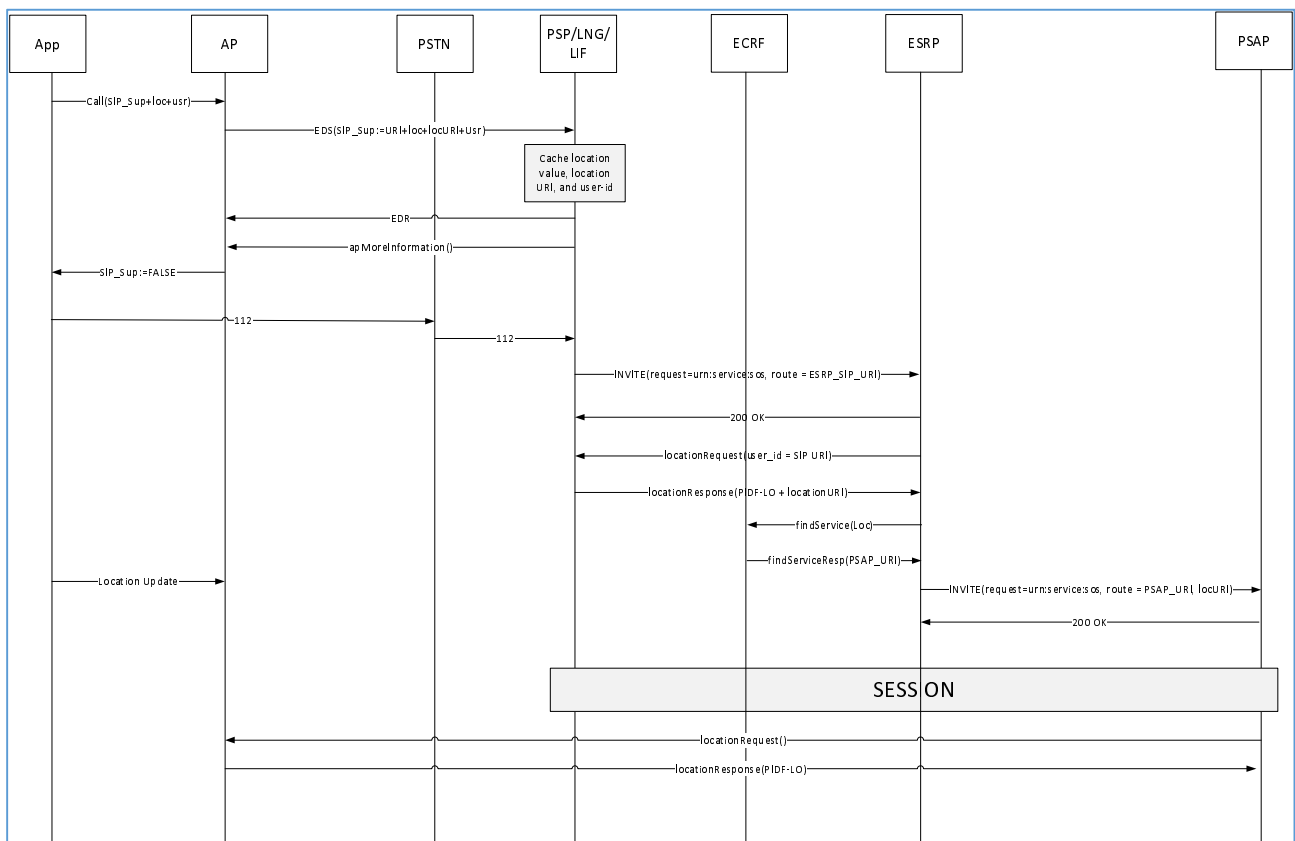 App
AP
PSTN
PSP/LNG/
LIF
ECRF
ESRP
PSAP
Call(SIP_Sup+loc+usr)
EDS(SIP_Sup:=URI+loc+locURI+Usr)
Cache location
value, location
URI, and user-id
EDR
apMoreInformation()
SIP_Sup:=FALSE
112
112
INVITE(request=urn:service:sos, route = ESRP_SIP_URI)
200 OK
locationRequest(user_id = SIP URI)
locationResponse(PIDF-LO + locationURI)
findService(Loc)
findServiceResp(PSAP_URI)
Location Update
INVITE(request=urn:service:sos, route = PSAP_URI, locURI)
200 OK
SESSION
locationRequest()
locationResponse(PIDF-LO)